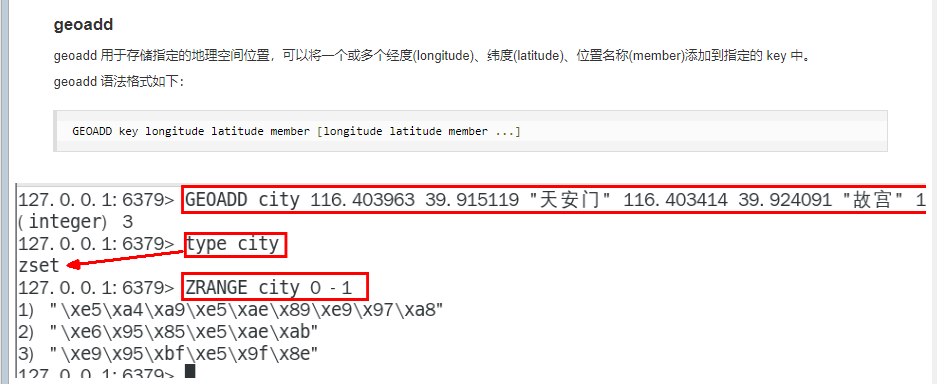 geoadd
geoadd 用于存储指定的地理空间位置，可以将一个或多个经度(longitude)、纬度(latitude)、位置名称(member)添加到指定的 key 中。
geoadd 语法格式如下：
GEOADD key longitude latitude member [longitude latitude member ...]
127.0.0.1:6379> GEOADD city 116.403963 39.915119 "天安门" 116.403414 39.924091 "故宫" 1
(integer) 3
127.0.0.1:6379> type city
zset
127.0.0.1:6379> ZRANGE city 0 -1
1) "\xe5\xa4\xa9\xe5\xae\x89\xe9\x97\xa8"
2) "\xe6\x95\x85\xe5\xae\xab"
3) "\xe9\x95\xbf\xe5\x9f\x8e"
127.0.0.1:6379>